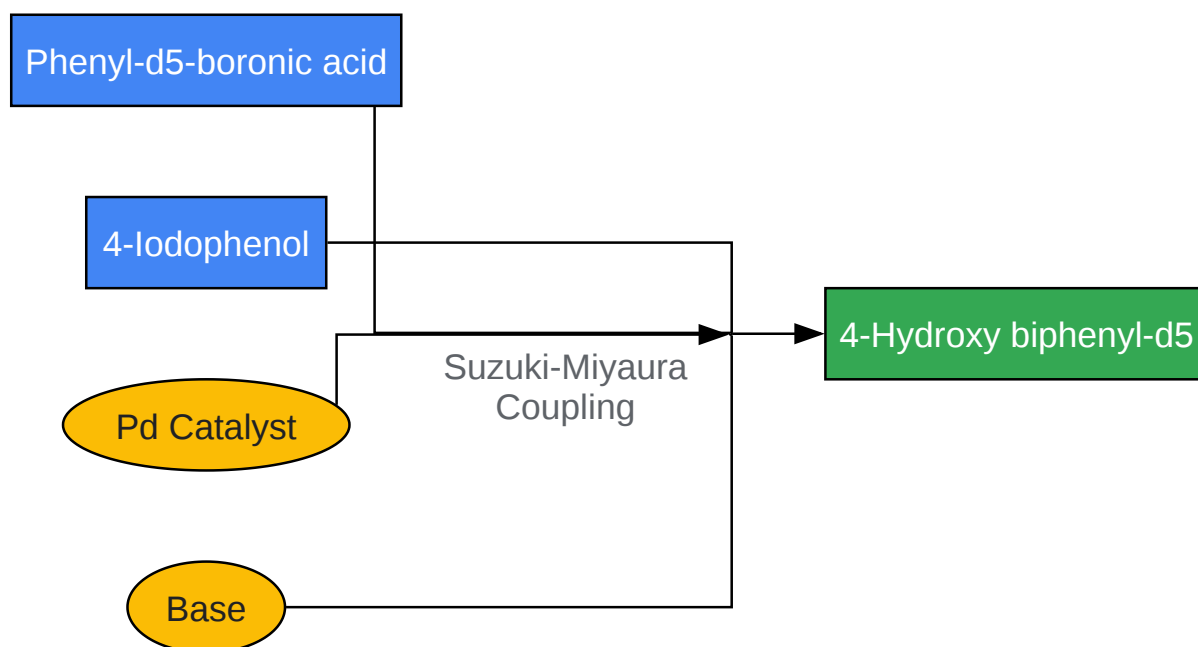 Phenyl-d5-boronic acid
4-Iodophenol
4-Hydroxy biphenyl-d5
Suzuki-Miyaura
Coupling
Pd Catalyst
Base